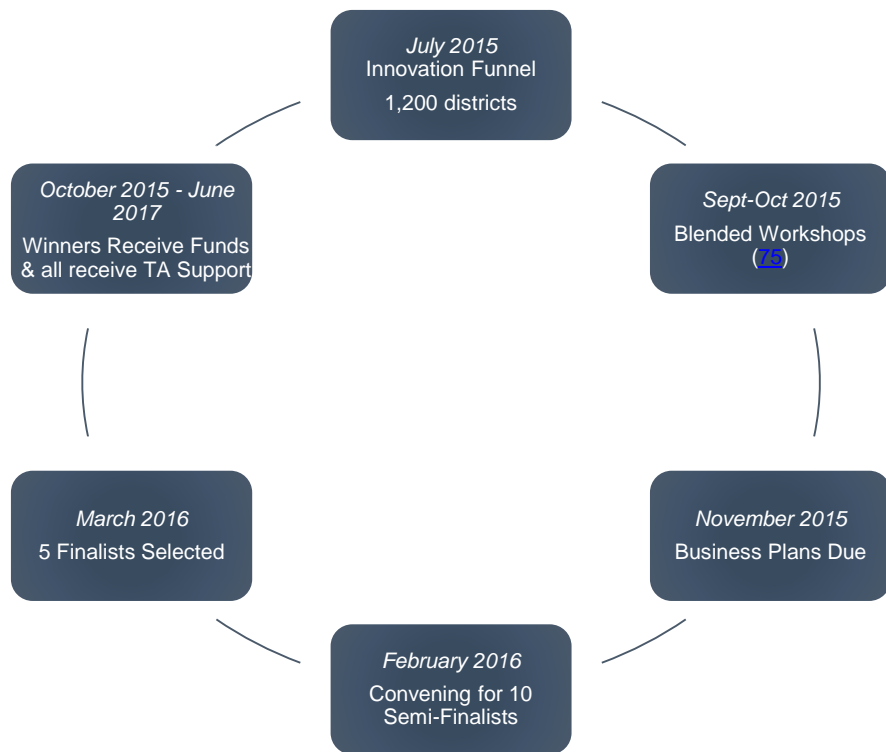 July 2015
Innovation Funnel
1,200 districts
Sept-Oct 2015
Blended Workshops
(75)
November 2015
Business Plans Due
February 2016
Convening for 10
Semi-Finalists
March 2016
5 Finalists Selected
October 2015 - June
2017
Winners Receive Funds
& all receive TA Support